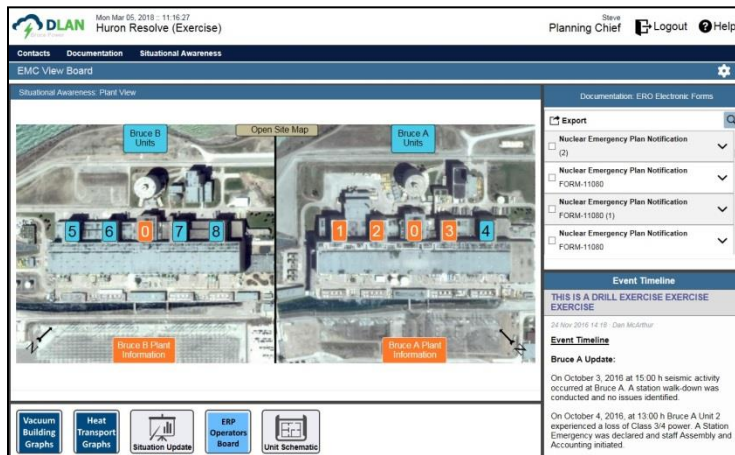 DLAN
Mon Mar 05, 2018 :: 11:16:27
Huron Resolve (Exercise)
Steve
Planning Chief
Logout
Help
Contacts Documentation Situational Awareness
EMC View Board
Situational Awareness: Plant View
Bruce B
Units
Open Site Map
Bruce A
Units
5 6 0 7 8
1 2 0 3 4
Bruce B Plant
Information
Bruce A Plant
Information
N
N
Vacuum
Building
Graphs
Heat
Transport
Graphs
Situation Update
ERP
Operators
Board
Unit Schematic
Documentation: ERO Electronic Forms
Export
Nuclear Emergency Plan Notification
(2)
Nuclear Emergency Plan Notification
FORM-11080
Nuclear Emergency Plan Notification
FORM-11080 (1)
Nuclear Emergency Plan Notification
FORM-11080
Event Timeline
THIS IS A DRILL EXERCISE EXERCISE
EXERCISE
24 Nov 2016 14:18 - Dan McArthur
Event Timeline
Bruce A Update:
On October 3, 2016 at 15:00 h seismic activity
occurred at Bruce A. A station walk-down was
conducted and no issues identified.
On October 4, 2016, at 13:00 h Bruce A Unit 2
experienced a loss of Class 3/4 power. A Station
Emergency was declared and staff Assembly and
Accounting initiated.